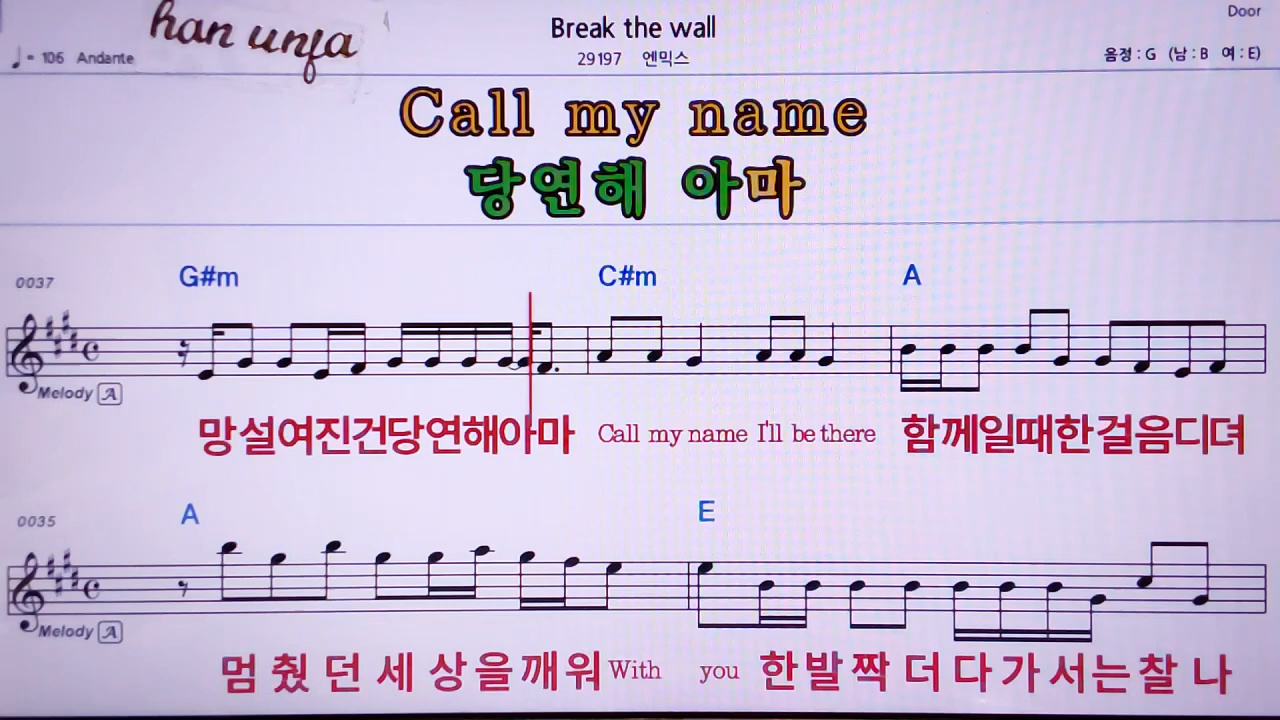 han unfa
Break the wall
Door
♩= 106 Andante
29197 엔믹스
음정 : G (남 : B 여 : E)
Call my name
당연해 아마
0037
G#m C#m A
Melody A
망설여진건당연해아마 Call my name I'll be there 함께일때한걸음디뎌
0035
A E
Melody A
멈췄던세상을깨워 With you 한발짝더다가서는찰나